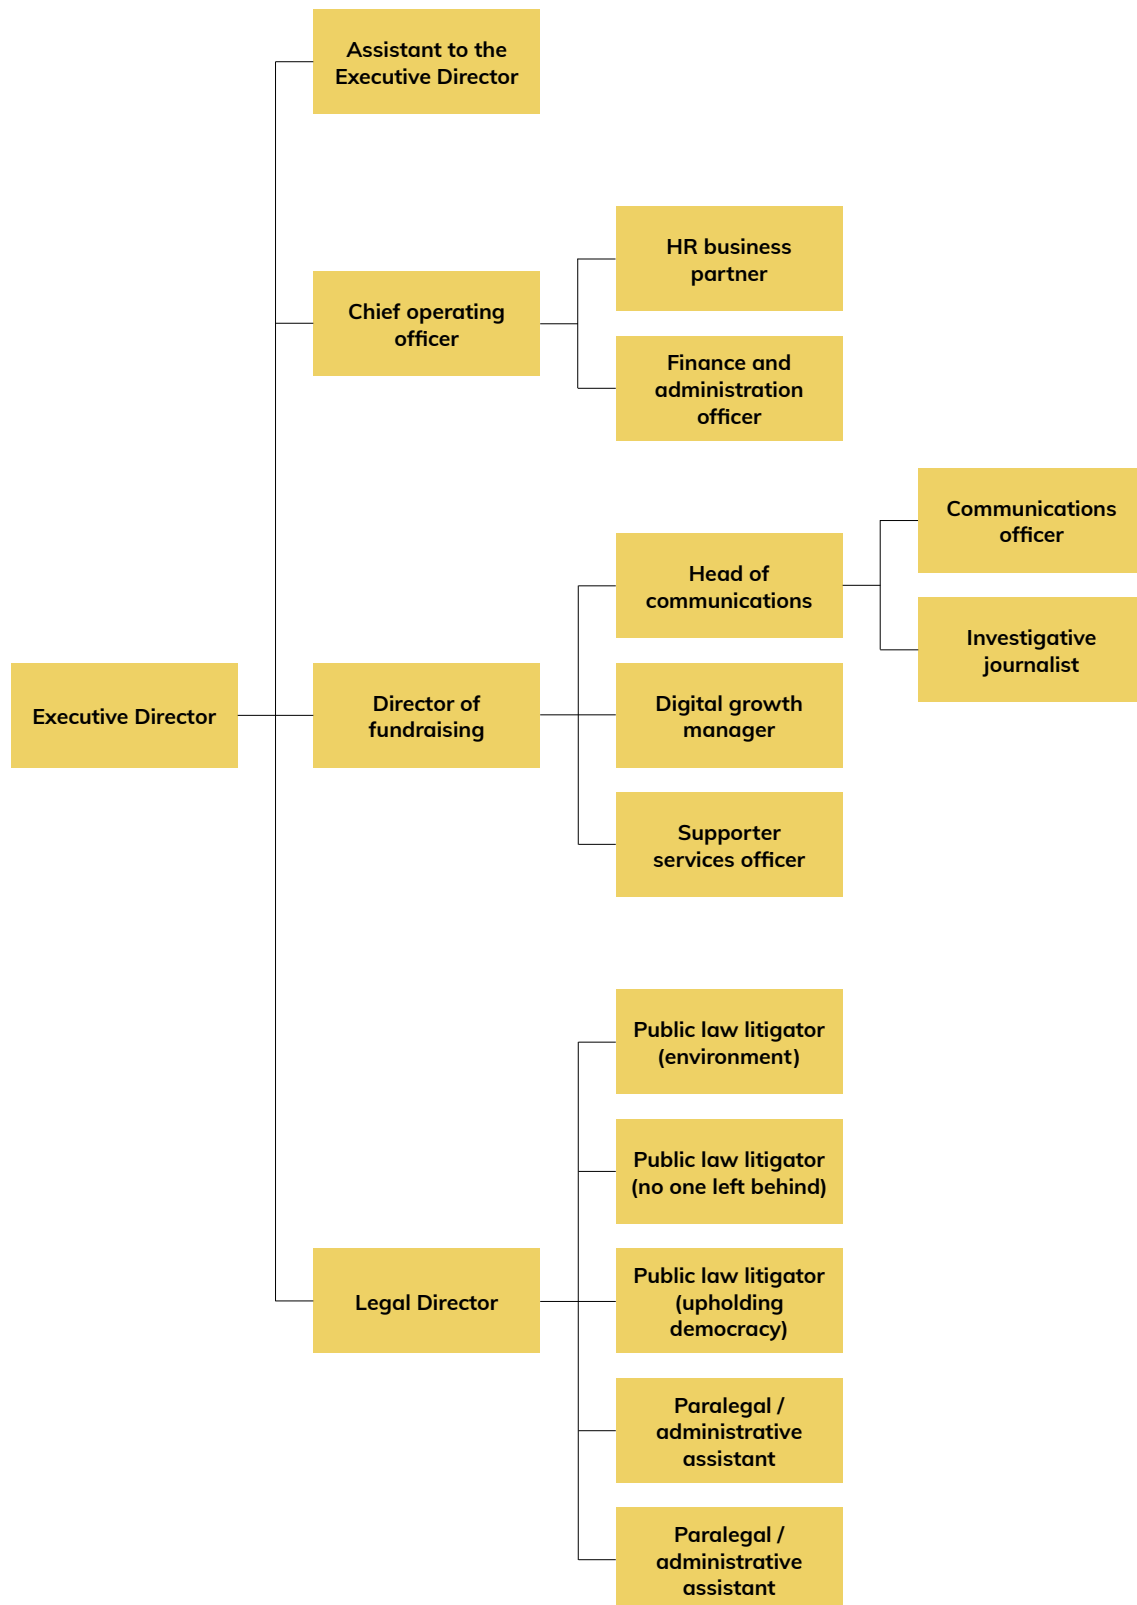 Assistant to the
Executive Director
HR business
partner
Chief operating
officer
Finance and
administration
officer
Communications
officer
Head of
communications
Investigative
journalist
Executive Director
Director of
fundraising
Digital growth
manager
Supporter
services officer
Public law litigator
(environment)
Public law litigator
(no one left behind)
Legal Director
Public law litigator
(upholding
democracy)
Paralegal /
administrative
assistant
Paralegal /
administrative
assistant